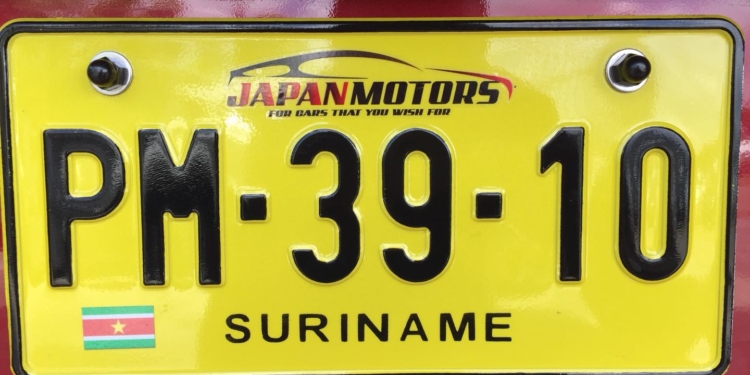 JAPANMOTORS
FOR CARS THAT YOU WISH FOR
PM·39·10
SURINAME